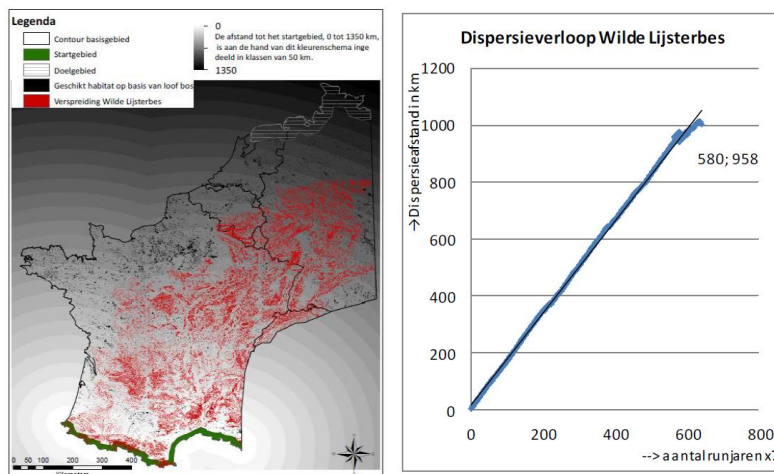 Legenda
Contour basisgebied
Startgebied
Doelgebied
Geschikt habitat op basis van loof bos
Verspreiding Wilde Lijsterbes
0
De afstand tot het startgebied, 0 tot 1350 km,
is aan de hand van dit kleurenschema inge
deeld in klassen van 50 km.
1350
0 50 100 200 300 400
Dispersieverloop Wilde Lijsterbes
-->Dispersieafstand in km
1200
1000
800
600
400
200
0
580; 958
0 200 400 600 800
--> aantal runjaren x7